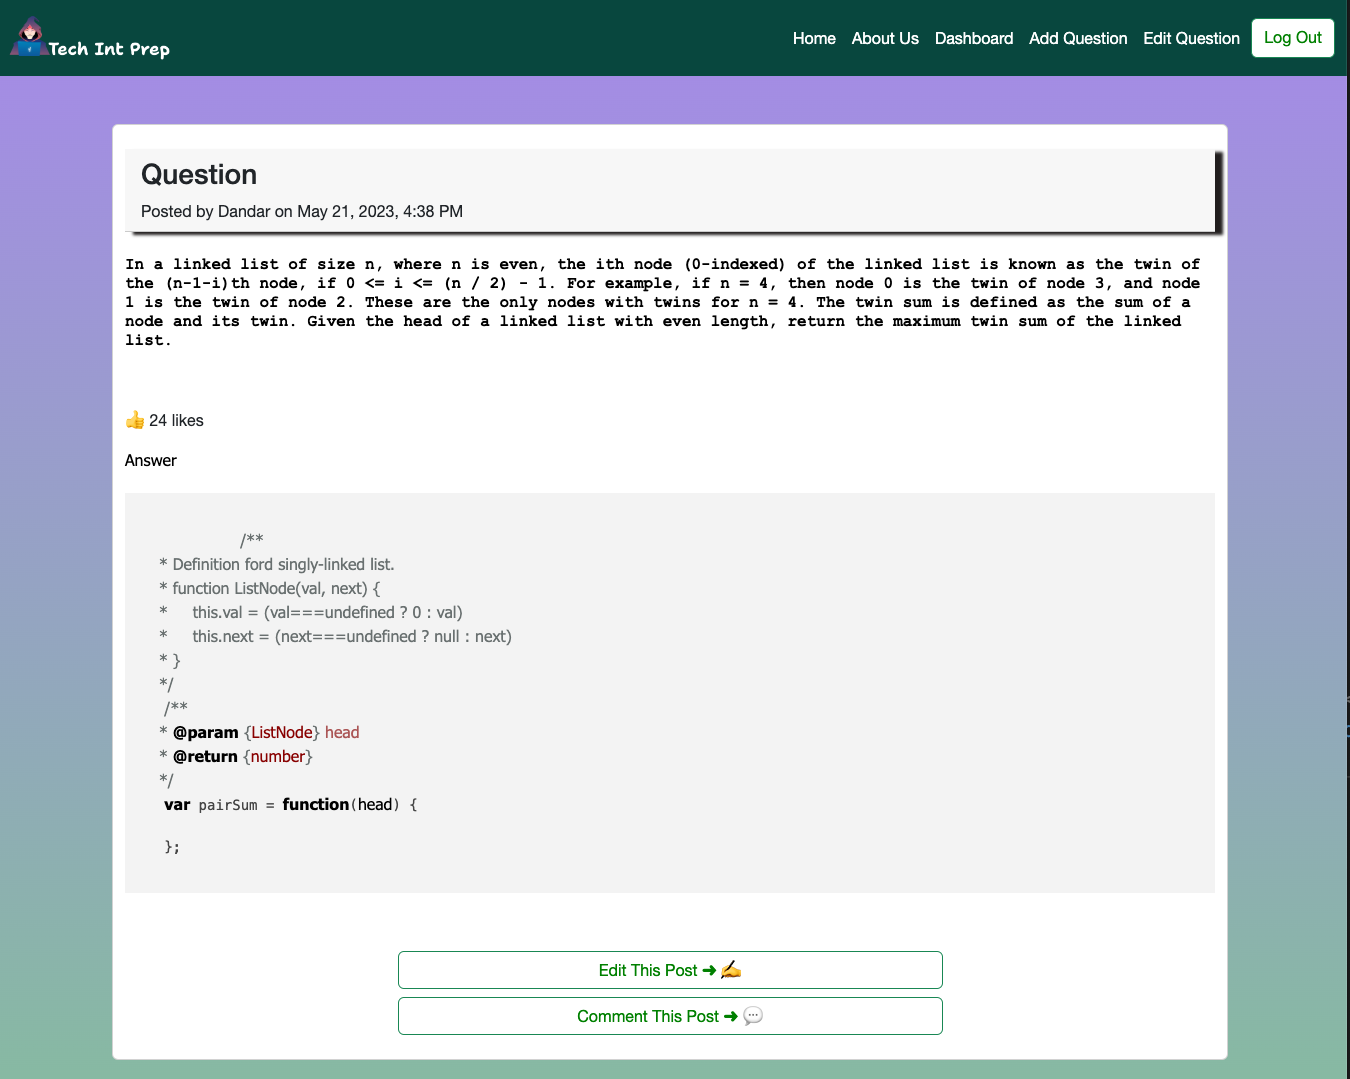 Tech Int Prep
Home About Us Dashboard Add Question Edit Question Log Out
Question
Posted by Dandar on May 21, 2023, 4:38 PM
In a linked list of size n, where n is even, the ith node (0-indexed) of the linked list is known as the twin of
the (n-1-i)th node, if 0 <= i <= (n / 2) - 1. For example, if n = 4, then node 0 is the twin of node 3, and node
1 is the twin of node 2. These are the only nodes with twins for n = 4. The twin sum is defined as the sum of a
node and its twin. Given the head of a linked list with even length, return the maximum twin sum of the linked
list.
👍 24 likes
Answer
/**
* Definition ford singly-linked list.
* function ListNode(val, next) {
*     this.val = (val===undefined ? 0 : val)
*     this.next = (next===undefined ? null : next)
* }
*/
/**
* @param {ListNode} head
* @return {number}
*/
var pairSum = function(head) {
};
Edit This Post ➜ ✍
Comment This Post ➜ 💬